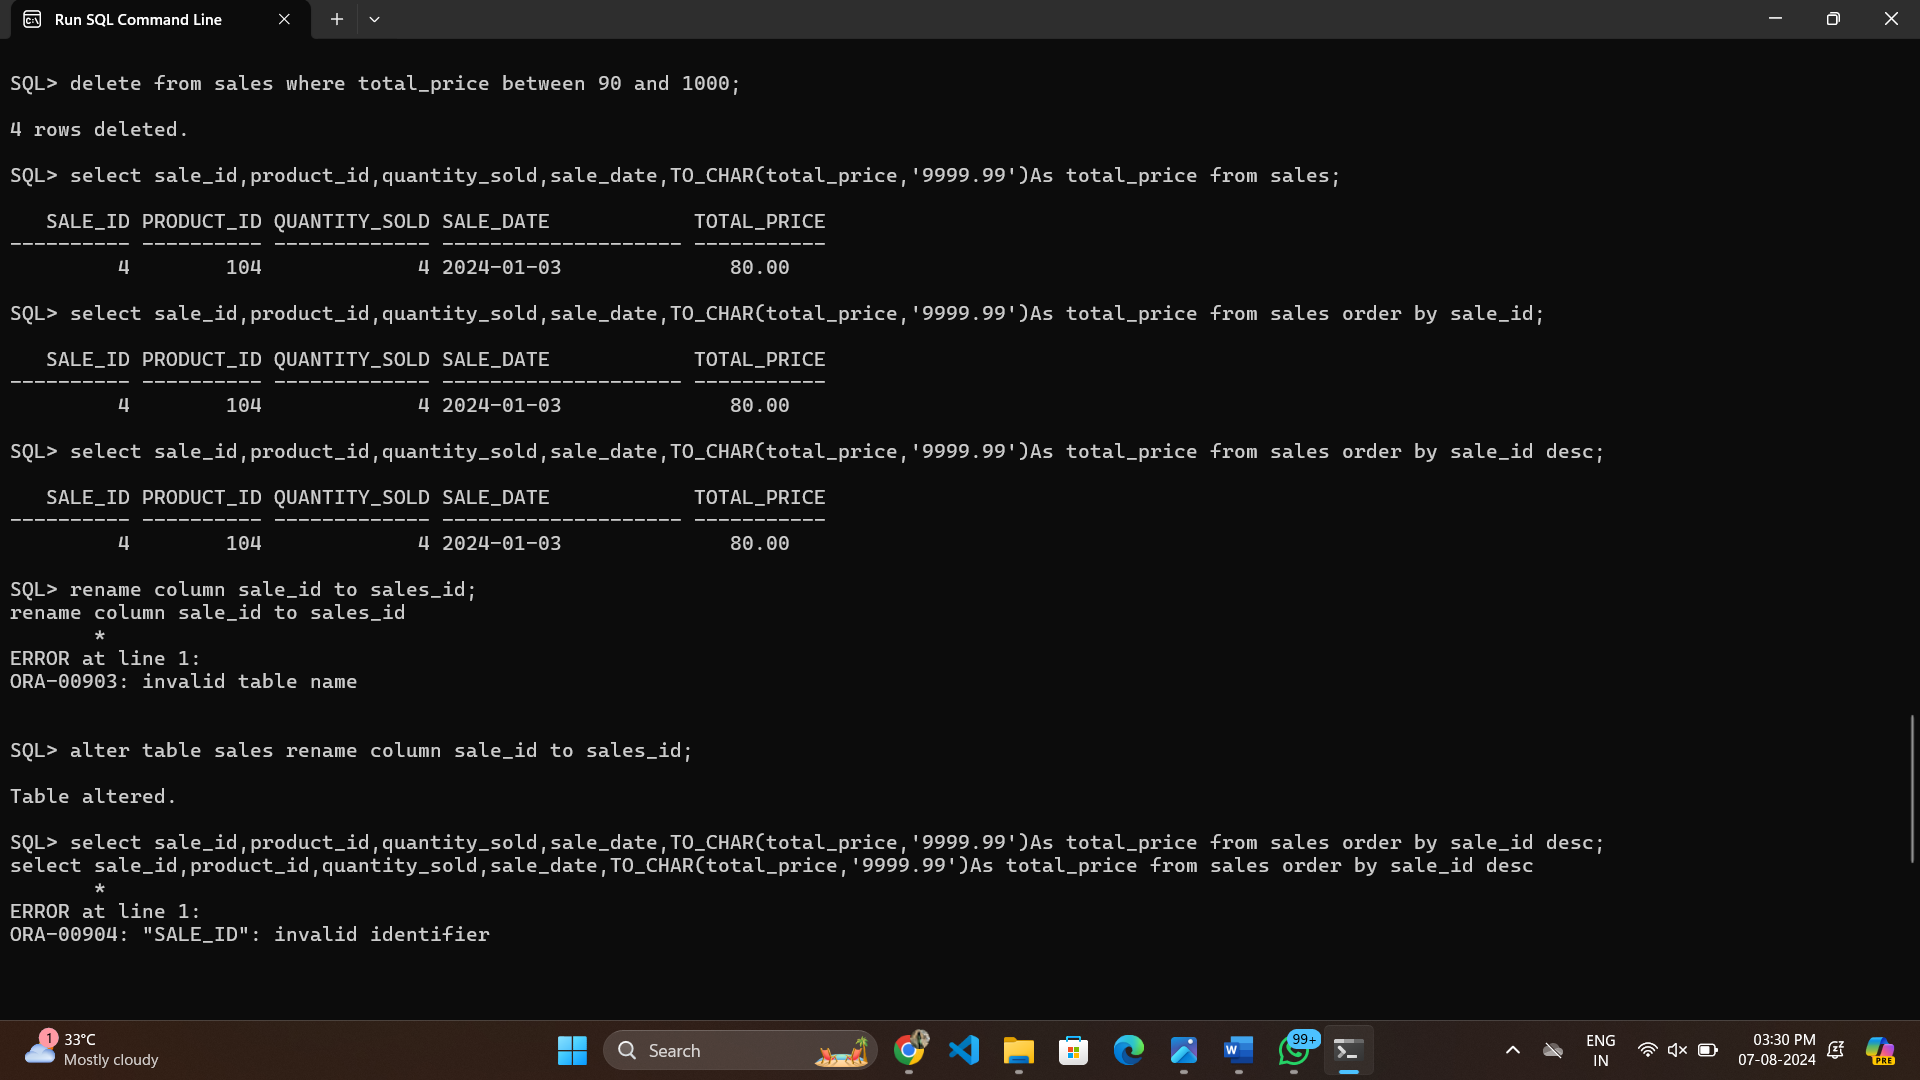 Run SQL Command Line
SQL> delete from sales where total_price between 90 and 1000;
4 rows deleted.
SQL> select sale_id,product_id,quantity_sold,sale_date,TO_CHAR(total_price,'9999.99')As total_price from sales;
   SALE_ID PRODUCT_ID QUANTITY_SOLD SALE_DATE            TOTAL_PRICE
---------- ---------- ------------- -------------------- -----------
         4        104             4 2024-01-03              80.00
SQL> select sale_id,product_id,quantity_sold,sale_date,TO_CHAR(total_price,'9999.99')As total_price from sales order by sale_id;
   SALE_ID PRODUCT_ID QUANTITY_SOLD SALE_DATE            TOTAL_PRICE
---------- ---------- ------------- -------------------- -----------
         4        104             4 2024-01-03              80.00
SQL> select sale_id,product_id,quantity_sold,sale_date,TO_CHAR(total_price,'9999.99')As total_price from sales order by sale_id desc;
   SALE_ID PRODUCT_ID QUANTITY_SOLD SALE_DATE            TOTAL_PRICE
---------- ---------- ------------- -------------------- -----------
         4        104             4 2024-01-03              80.00
SQL> rename column sale_id to sales_id;
rename column sale_id to sales_id
       *
ERROR at line 1:
ORA-00903: invalid table name
SQL> alter table sales rename column sale_id to sales_id;
Table altered.
SQL> select sale_id,product_id,quantity_sold,sale_date,TO_CHAR(total_price,'9999.99')As total_price from sales order by sale_id desc;
select sale_id,product_id,quantity_sold,sale_date,TO_CHAR(total_price,'9999.99')As total_price from sales order by sale_id desc
       *
ERROR at line 1:
ORA-00904: "SALE_ID": invalid identifier
1
33°C
Mostly cloudy
Search
W
99+
ENG
IN
03:30 PM
07-08-2024
PRE